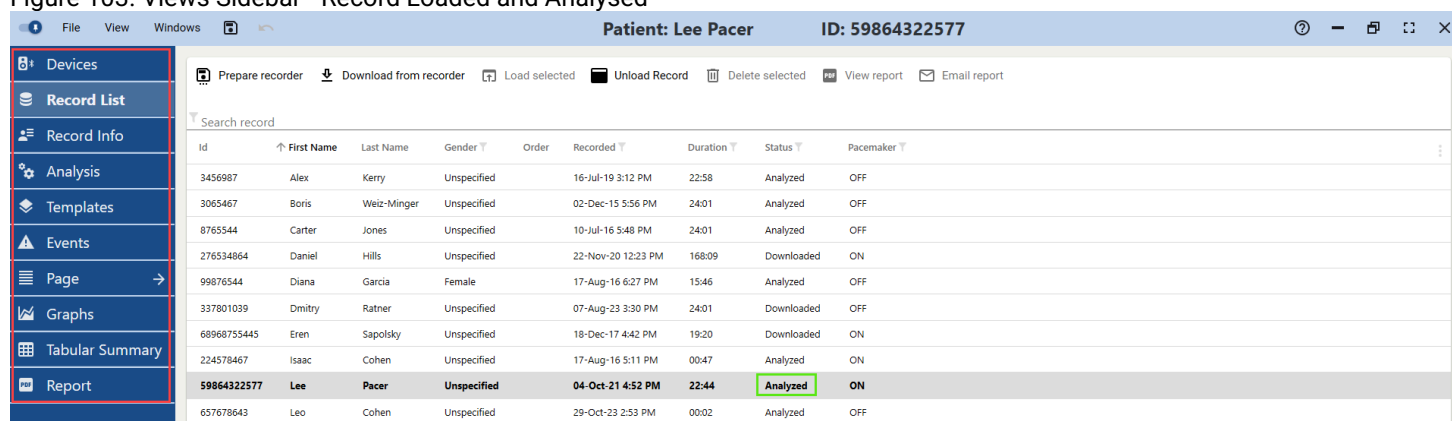 Figure 103: Views Sidebar - Record Loaded and Analysed
File View Windows Patient: Lee Pacer ID: 59864322577
Devices
Record List
Record Info
Analysis
Templates
Events
Page
Graphs
Tabular Summary
Report
Prepare recorder Download from recorder Load selected Unload Record Delete selected PDF View report Email report
Search record
Id First Name Last Name Gender Order Recorded Duration Status Pacemaker
3456987 Alex Kerry Unspecified 16-Jul-19 3:12 PM 22:58 Analyzed OFF
3065467 Boris Weiz-Minger Unspecified 02-Dec-15 5:56 PM 24:01 Analyzed OFF
8765544 Carter Jones Unspecified 10-Jul-16 5:48 PM 24:01 Analyzed OFF
276534864 Daniel Hills Unspecified 22-Nov-20 12:23 PM 168:09 Downloaded ON
99876544 Diana Garcia Female 17-Aug-16 6:27 PM 15:46 Analyzed OFF
337801039 Dmitry Ratner Unspecified 07-Aug-23 3:30 PM 24:01 Downloaded OFF
68968755445 Eren Sapolsky Unspecified 18-Dec-17 4:42 PM 19:20 Downloaded ON
224578467 Isaac Cohen Unspecified 17-Aug-16 5:11 PM 00:47 Analyzed ON
59864322577 Lee Pacer Unspecified 04-Oct-21 4:52 PM 22:44 Analyzed ON
657678643 Leo Cohen Unspecified 29-Oct-23 2:53 PM 00:02 Analyzed OFF